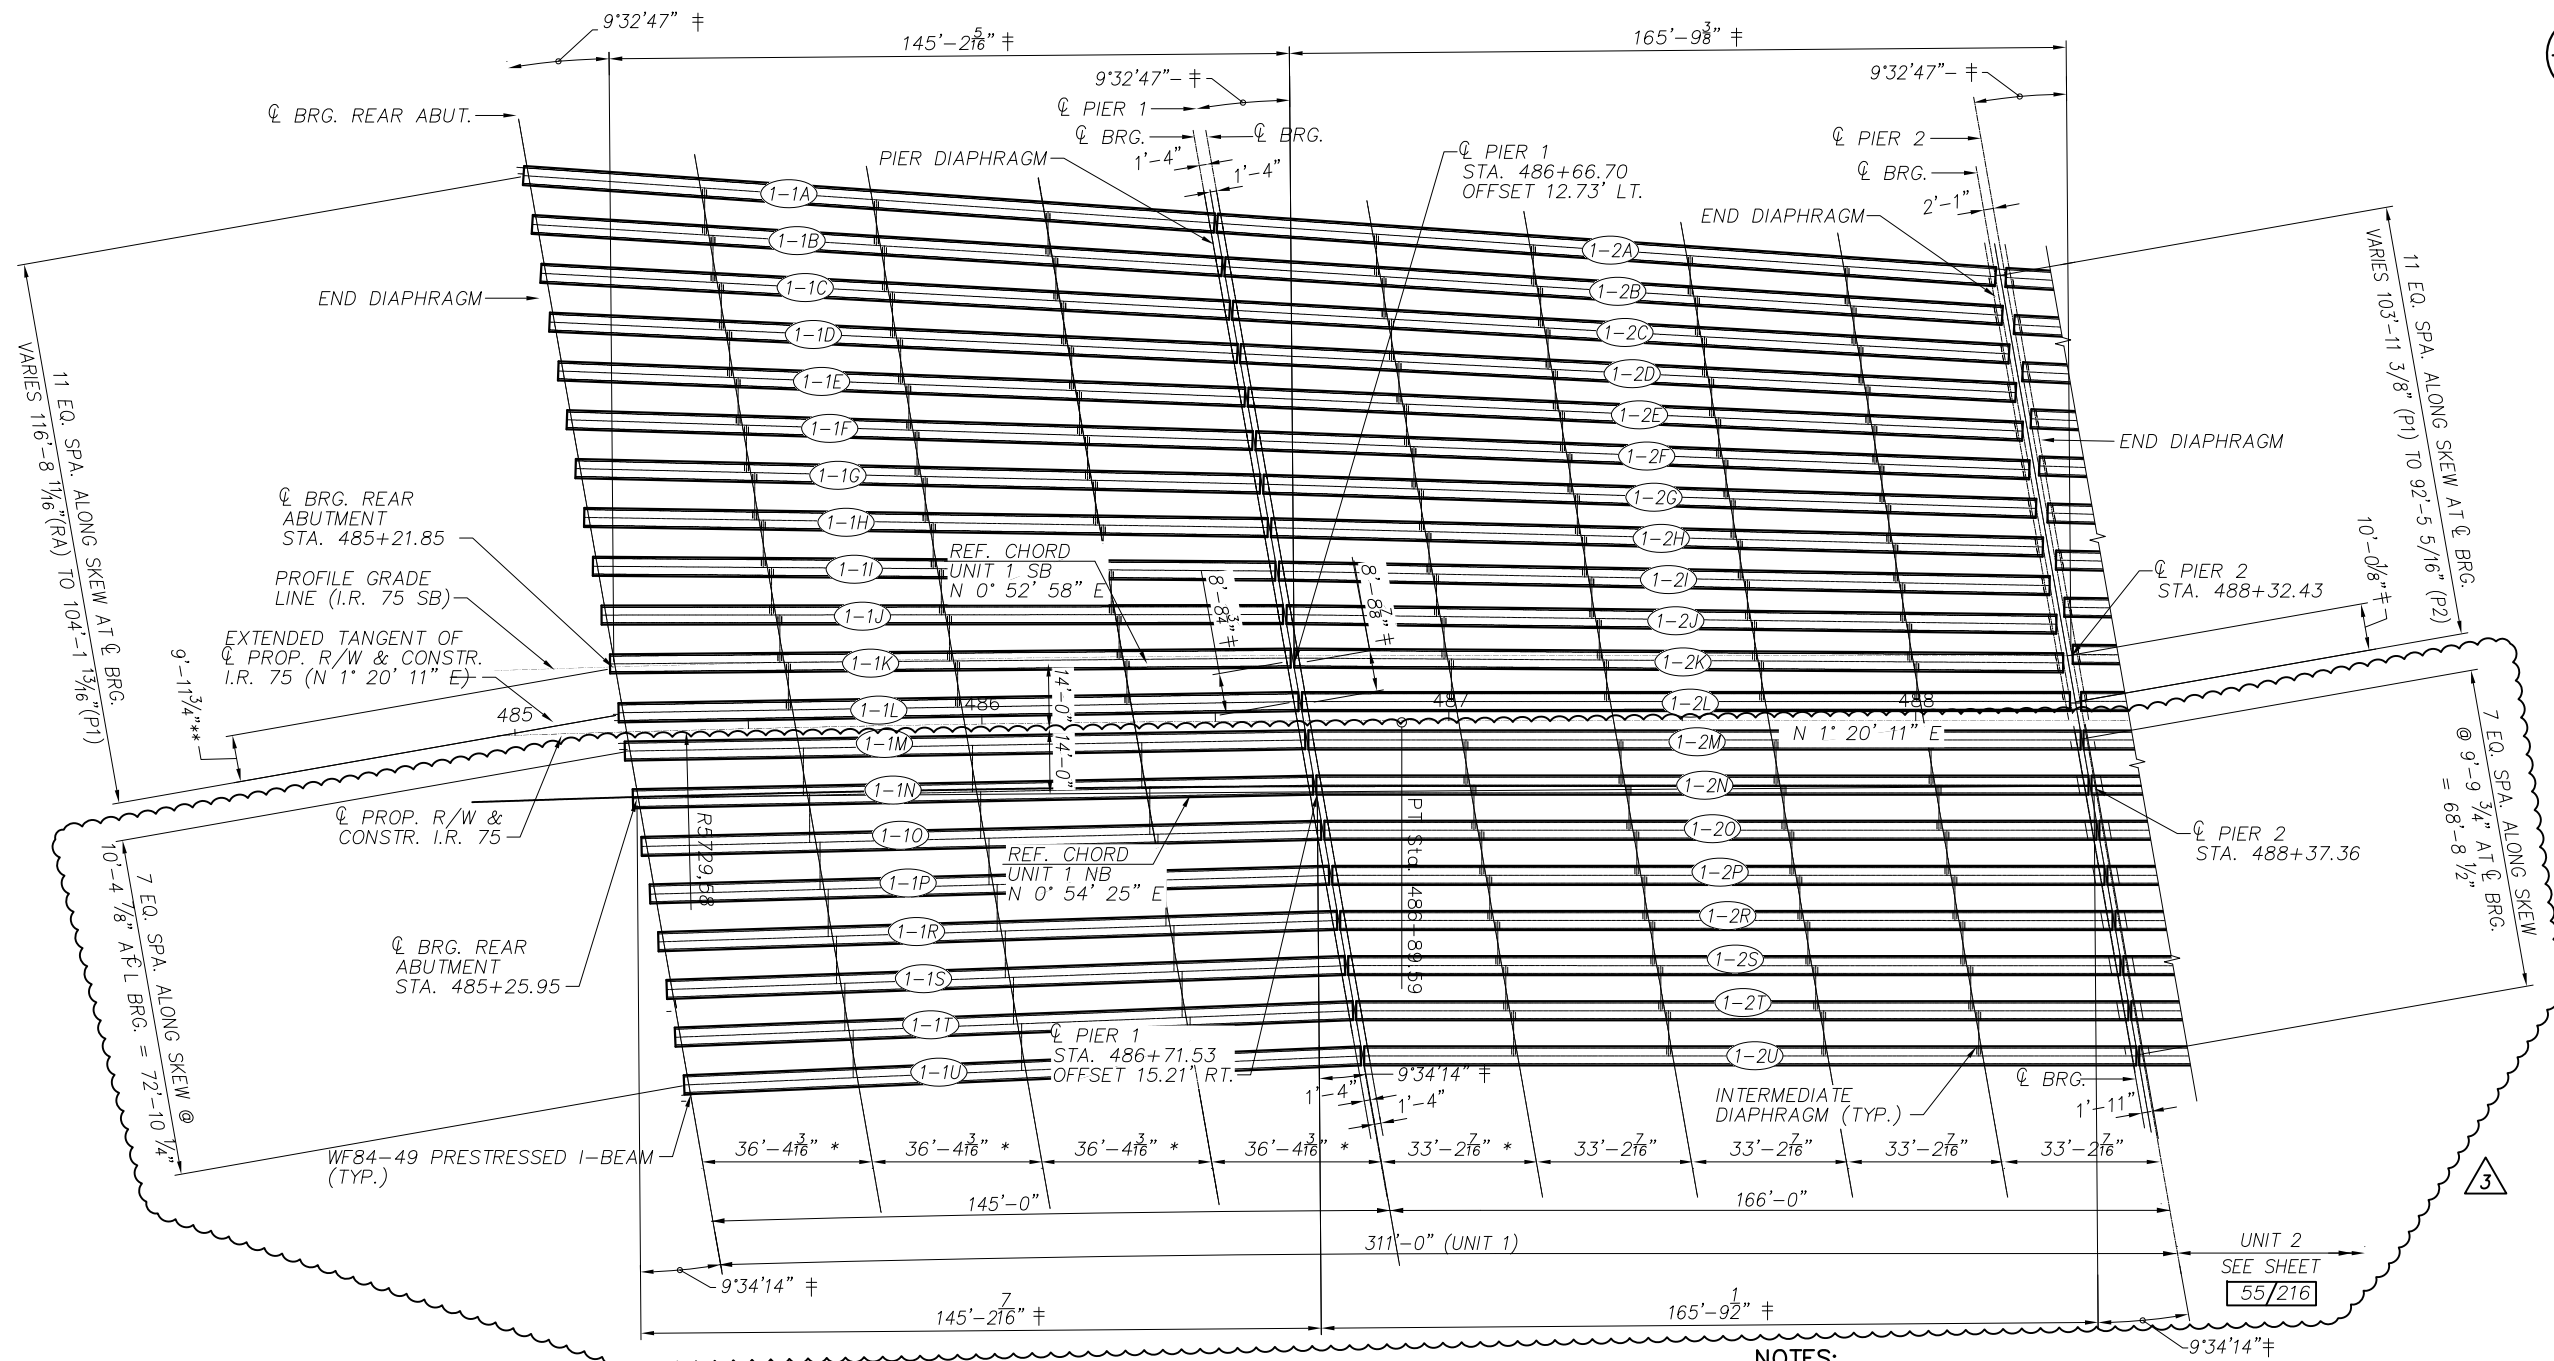 9°32'47" ‡
145'-2 5/16" ‡
165'-9 3/8" ‡
9°32'47"- ‡
9°32'47"- ‡
℄ PIER 1
℄ BRG. REAR ABUT.
℄ BRG.
℄ BRG.
1'-4"
1'-4"
PIER DIAPHRAGM
℄ PIER 1
STA. 486+66.70
OFFSET 12.73' LT.
℄ PIER 2
℄ BRG.
2'-1"
END DIAPHRAGM
END DIAPHRAGM
END DIAPHRAGM
1-1A
1-1B
1-1C
1-1D
1-1E
1-1F
1-1G
1-1H
1-1I
1-1J
1-1K
1-1L
1-1M
1-1N
1-1O
1-1P
1-1R
1-1S
1-1T
1-1U
1-2A
1-2B
1-2C
1-2D
1-2E
1-2F
1-2G
1-2H
1-2I
1-2J
1-2K
1-2L
1-2M
1-2N
1-2O
1-2P
1-2R
1-2S
1-2T
1-2U
11 EQ. SPA. ALONG SKEW AT ℄ BRG.
VARIES 116'-8 11/16"(RA) TO 104'-1 13/16"(P1)
11 EQ. SPA. ALONG SKEW AT ℄ BRG.
VARIES 103'-11 3/8" (P1) TO 92'-5 5/16" (P2)
℄ BRG. REAR
ABUTMENT
STA. 485+21.85
PROFILE GRADE
LINE (I.R. 75 SB)
EXTENDED TANGENT OF
℄ PROP. R/W & CONSTR.
I.R. 75 (N 1° 20' 11" E)
9'-11 3/4"**
REF. CHORD
UNIT 1 SB
N 0° 52' 58" E
8'-8 3/4" ‡
8'-8 7/8" ‡
10'-0 1/8" ‡
℄ PIER 2
STA. 488+32.43
14'-0"
14'-0"
485
486
487
488
N 1° 20' 11" E
℄ PROP. R/W &
CONSTR. I.R. 75
R5729,58
PT Sta. 486-89.59
REF. CHORD
UNIT 1 NB
N 0° 54' 25" E
℄ PIER 2
STA. 488+37.36
7 EQ. SPA. ALONG SKEW
@ 9'-9 3/4" AT ℄ BRG.
= 68'-8 1/2"
7 EQ. SPA. ALONG SKEW @
10'-4 7/8" AT ℄ BRG. = 72'-10 1/4"
℄ BRG. REAR
ABUTMENT
STA. 485+25.95
℄ PIER 1
STA. 486+71.53
OFFSET 15.21' RT.
9°34'14" ‡
1'-4"
1'-4"
INTERMEDIATE
DIAPHRAGM (TYP.)
℄ BRG.
1'-11"
WF84-49 PRESTRESSED I-BEAM
(TYP.)
36'-4 3/16" *
36'-4 3/16" *
36'-4 3/16" *
36'-4 3/16" *
33'-2 7/16" *
33'-2 7/16"
33'-2 7/16"
33'-2 7/16"
33'-2 7/16"
3
145'-0"
166'-0"
311'-0" (UNIT 1)
UNIT 2
SEE SHEET
55/216
9°34'14" ‡
145'-2 7/16" ‡
165'-9 1/2" ‡
9°34'14" ‡
NOTES: